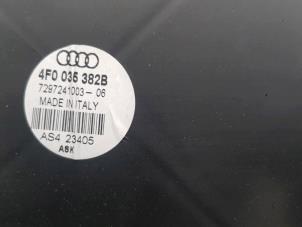 4F0 035 382B
7297241003-06
MADE IN ITALY
AS4 23405
ASK